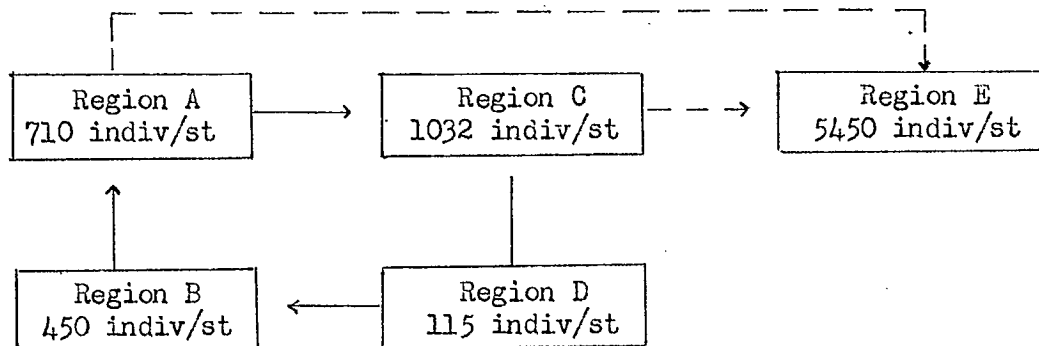 Region A
710 indiv/st
Region C
1032 indiv/st
Region E
5450 indiv/st
Region B
450 indiv/st
Region D
115 indiv/st